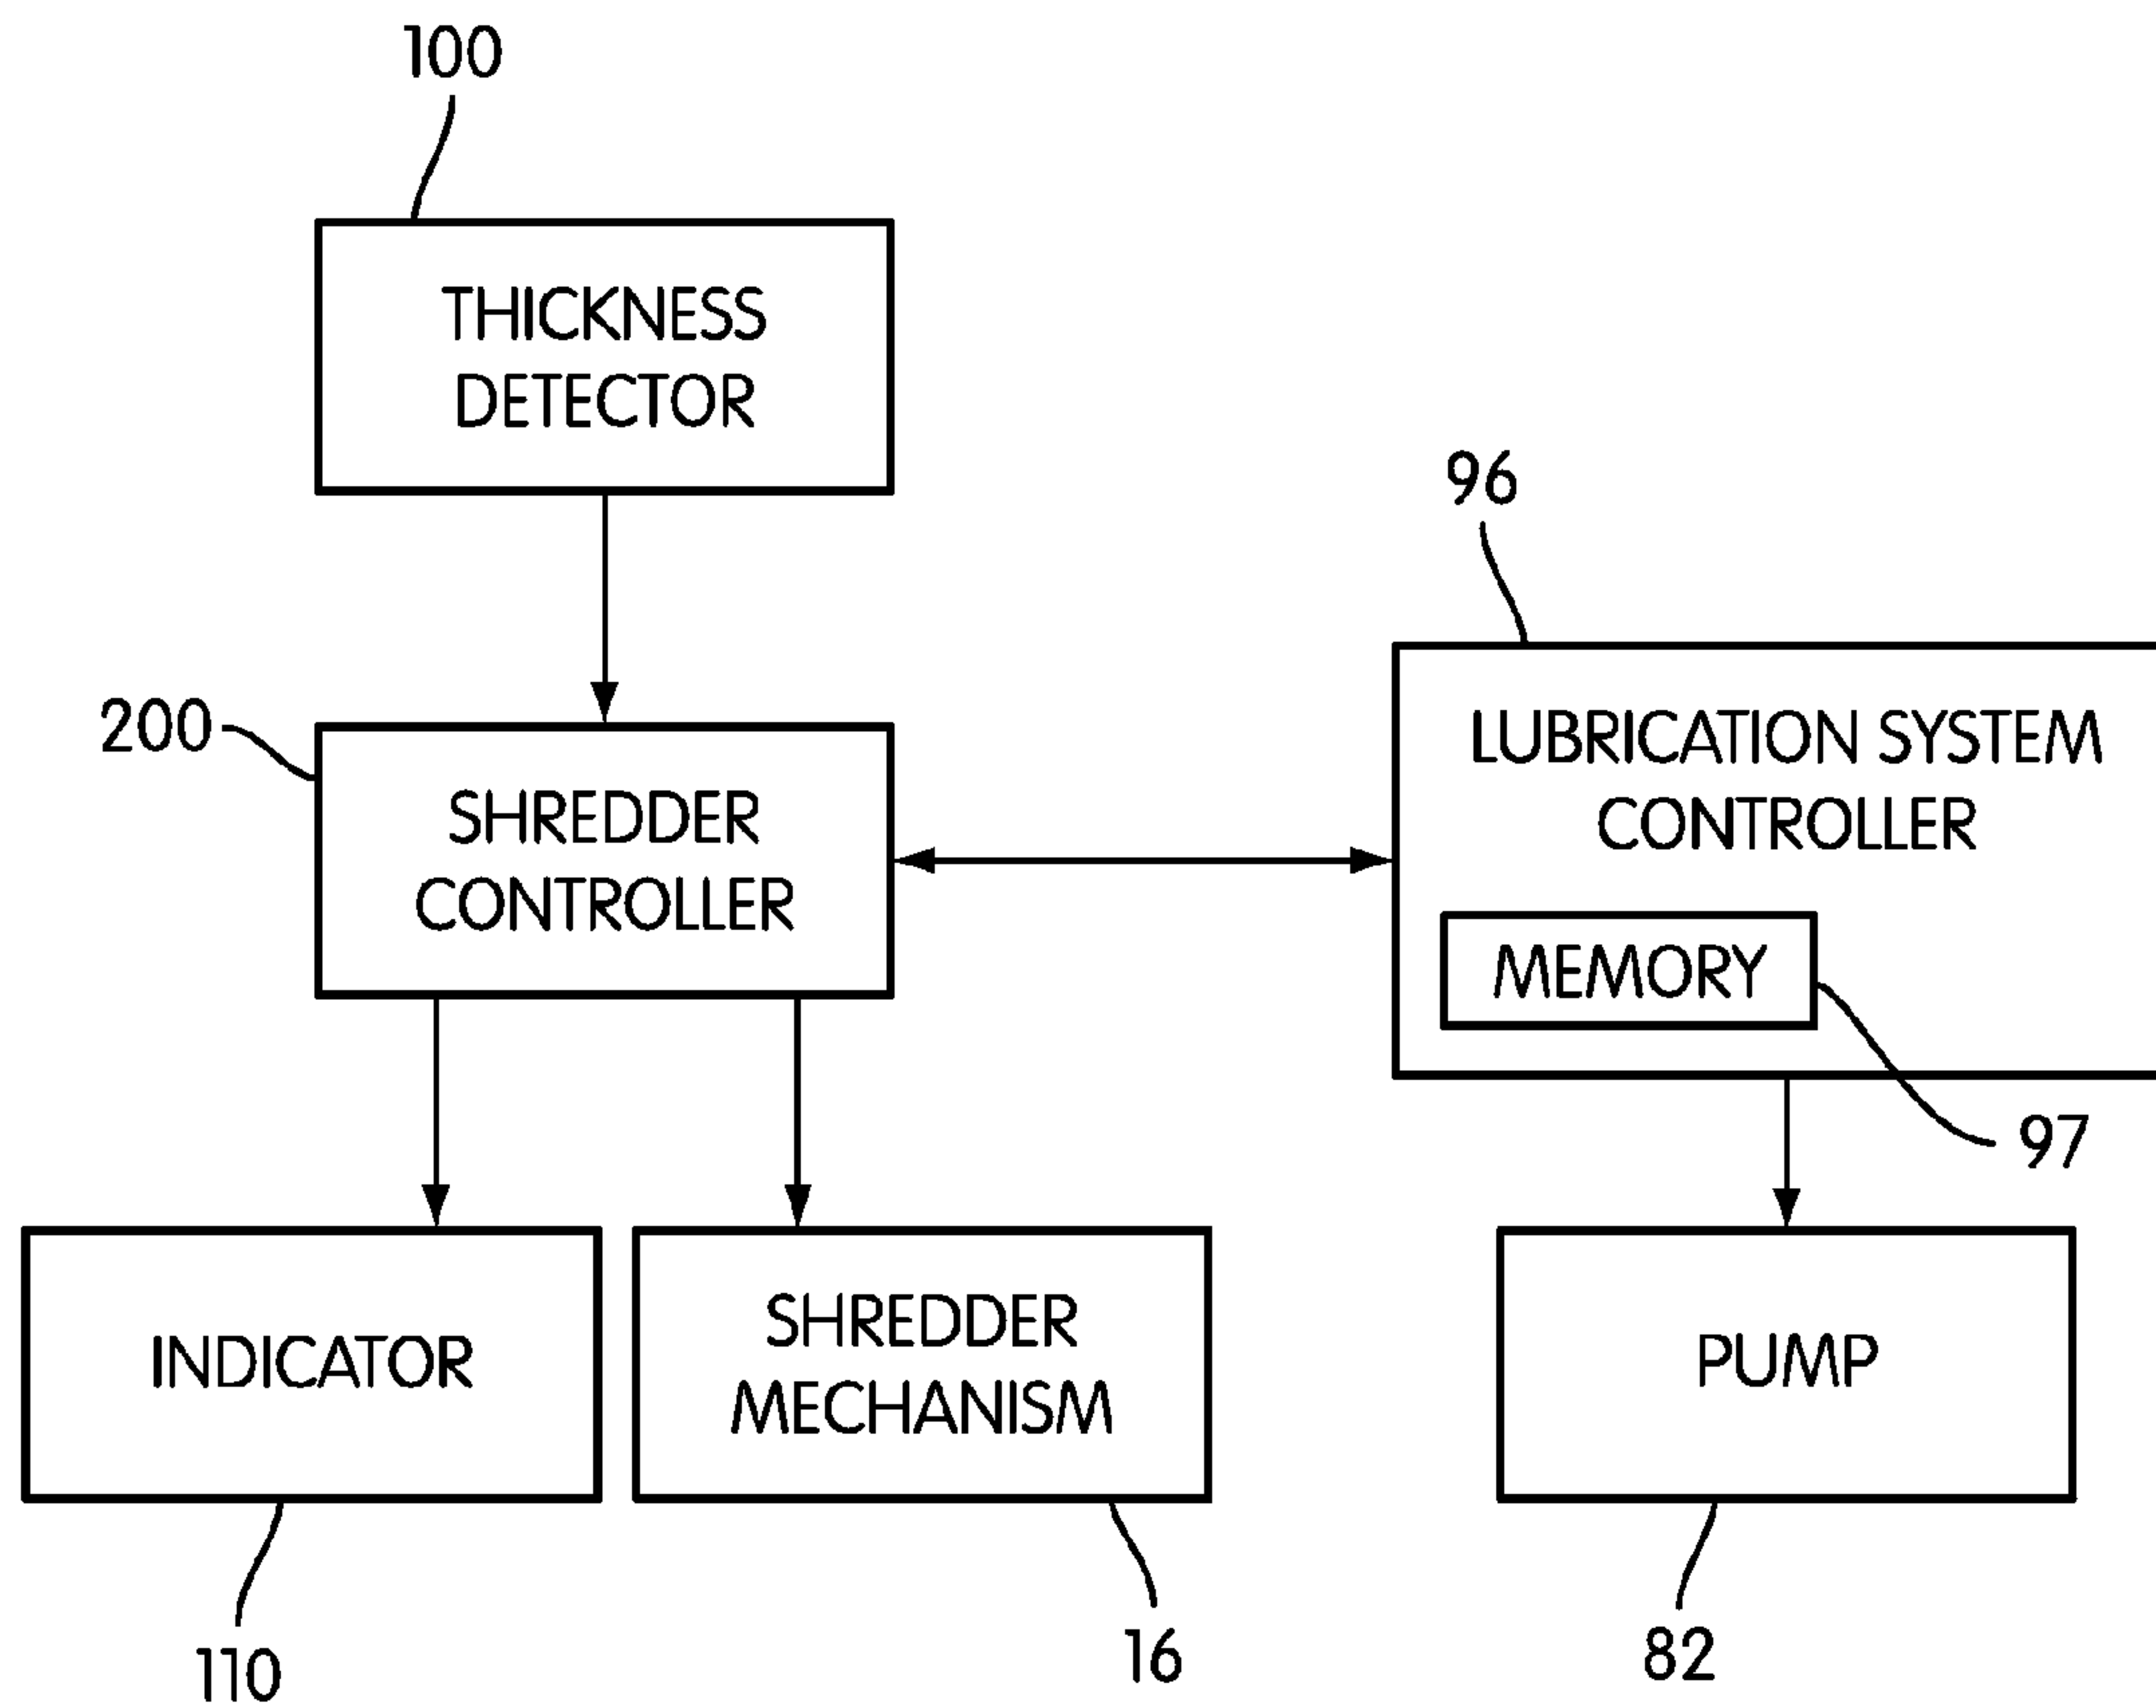 100
THICKNESS
DETECTOR
96
200
SHREDDER
CONTROLLER
LUBRICATION SYSTEM
CONTROLLER
MEMORY
97
INDICATOR
SHREDDER
MECHANISM
PUMP
110
16
82